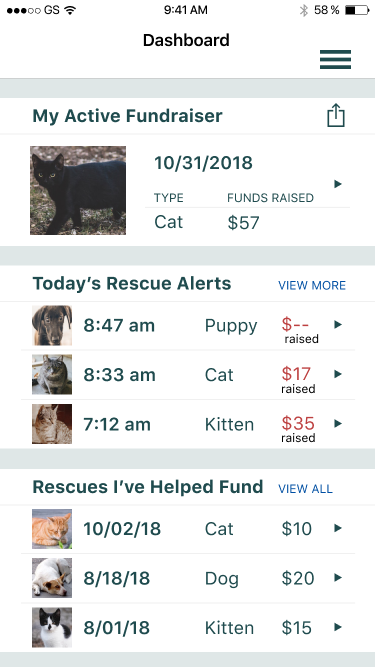 GS 9:41 AM 58 %
Dashboard
My Active Fundraiser
10/31/2018
TYPE FUNDS RAISED
Cat $57
Today’s Rescue Alerts VIEW MORE
8:47 am Puppy $-- raised
8:33 am Cat $17 raised
7:12 am Kitten $35 raised
Rescues I’ve Helped Fund VIEW ALL
10/02/18 Cat $10
8/18/18 Dog $20
8/01/18 Kitten $15